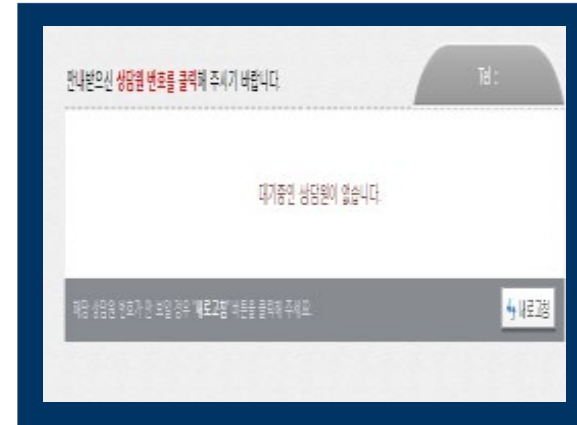 안내받으신 상담원 번호를 클릭해 주시기 바랍니다.
Tel :
대기중인 상담원이 없습니다.
해당 상담원 번호가 안 보일 경우 '새로고침' 버튼을 클릭해 주세요.
새로고침